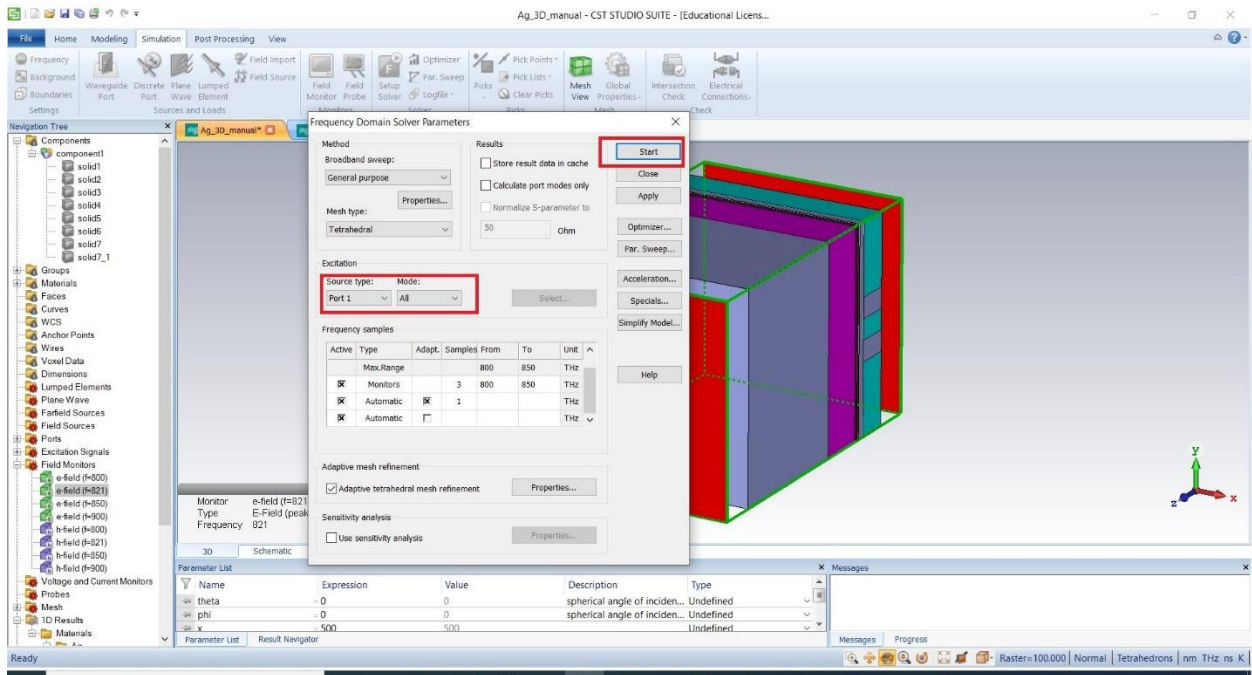 Ag_3D_manual - CST STUDIO SUITE - [Educational Licens...
File Home Modeling Simulation Post Processing View
Frequency
Background
Boundaries
Settings
Waveguide Port
Discrete Port
Plane Wave
Lumped Element
Field Import
Field Source
Sources and Loads
Field Monitor
Field Probe
Monitors
Setup Solver
Optimizer
Par. Sweep
Logfile
Solver
Picks
Pick Points
Pick Lists
Clear Picks
Picks
Mesh View
Global Properties
Mesh
Intersection Check
Electrical Connections
Check
Navigation Tree
Components
component1
solid1
solid2
solid3
solid4
solid5
solid6
solid7
solid7_1
Groups
Materials
Faces
Curves
WCS
Anchor Points
Wires
Voxel Data
Dimensions
Lumped Elements
Plane Wave
Farfield Sources
Field Sources
Ports
Excitation Signals
Field Monitors
e-field (f=800)
e-field (f=821)
e-field (f=850)
e-field (f=900)
h-field (f=800)
h-field (f=821)
h-field (f=850)
h-field (f=900)
Voltage and Current Monitors
Probes
Mesh
1D Results
Materials
Ag_3D_manual*
Frequency Domain Solver Parameters
Method
Broadband sweep:
General purpose
Properties...
Mesh type:
Tetrahedral
Results
Store result data in cache
Calculate port modes only
Normalize S-parameter to
50 Ohm
Start
Close
Apply
Optimizer...
Par. Sweep...
Acceleration...
Specials...
Simplify Model...
Help
Excitation
Source type: Mode:
Port 1 All Select...
Frequency samples
Active Type Adapt. Samples From To Unit
Max.Range 800 850 THz
Monitors 3 800 850 THz
Automatic 1 THz
Automatic THz
Adaptive mesh refinement
Adaptive tetrahedral mesh refinement Properties...
Sensitivity analysis
Use sensitivity analysis Properties...
Monitor e-field (f=821
Type E-Field (peak
Frequency 821
y
z
x
3D Schematic
Parameter List
Name Expression Value Description Type
theta = 0 0 spherical angle of inciden... Undefined
phi = 0 0 spherical angle of inciden... Undefined
x = 500 500 Undefined
Parameter List Result Navigator
Messages
Messages Progress
Ready
Raster=100.000 Normal Tetrahedrons nm THz ns K